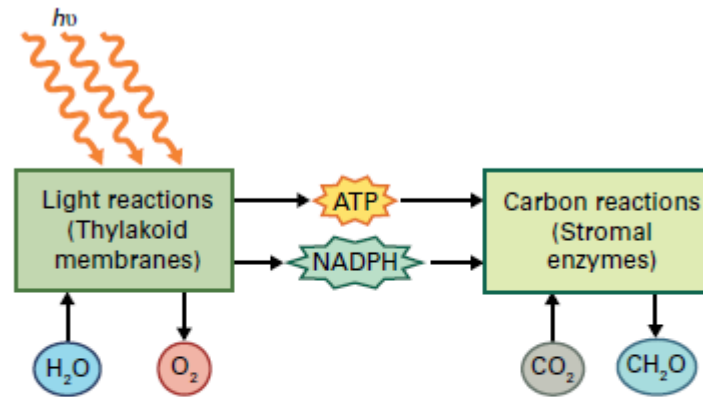 hυ
Light reactions
(Thylakoid
membranes)
ATP
NADPH
Carbon reactions
(Stromal
enzymes)
H₂O
O₂
CO₂
CH₂O